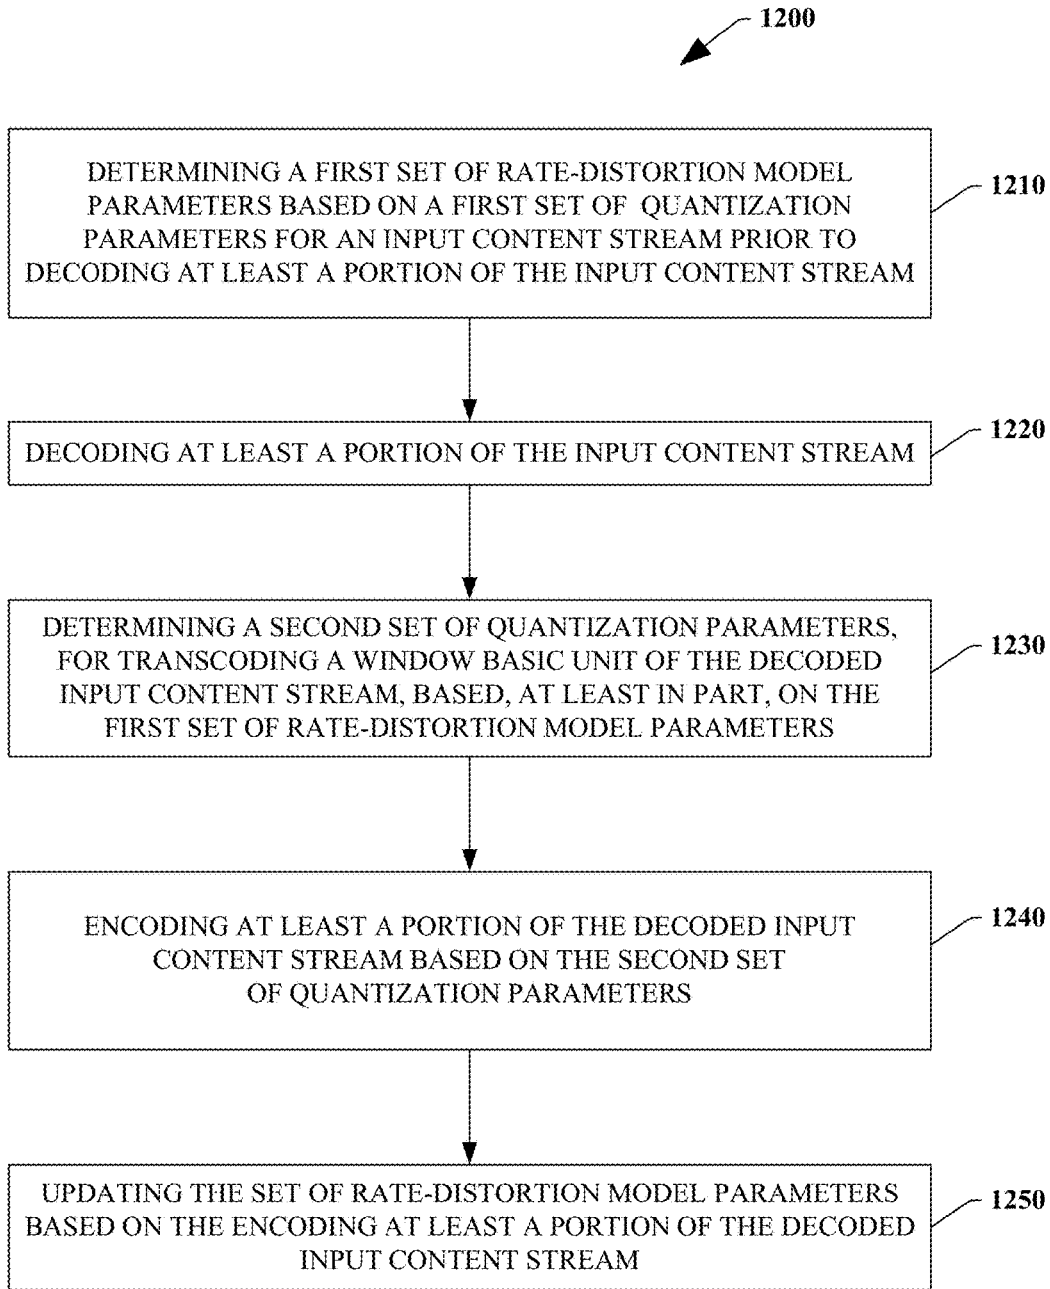 1200
DETERMINING A FIRST SET OF RATE-DISTORTION MODEL
PARAMETERS BASED ON A FIRST SET OF QUANTIZATION
PARAMETERS FOR AN INPUT CONTENT STREAM PRIOR TO
DECODING AT LEAST A PORTION OF THE INPUT CONTENT STREAM
1210
DECODING AT LEAST A PORTION OF THE INPUT CONTENT STREAM
1220
DETERMINING A SECOND SET OF QUANTIZATION PARAMETERS,
FOR TRANSCODING A WINDOW BASIC UNIT OF THE DECODED
INPUT CONTENT STREAM, BASED, AT LEAST IN PART, ON THE
FIRST SET OF RATE-DISTORTION MODEL PARAMETERS
1230
ENCODING AT LEAST A PORTION OF THE DECODED INPUT
CONTENT STREAM BASED ON THE SECOND SET
OF QUANTIZATION PARAMETERS
1240
UPDATING THE SET OF RATE-DISTORTION MODEL PARAMETERS
BASED ON THE ENCODING AT LEAST A PORTION OF THE DECODED
INPUT CONTENT STREAM
1250